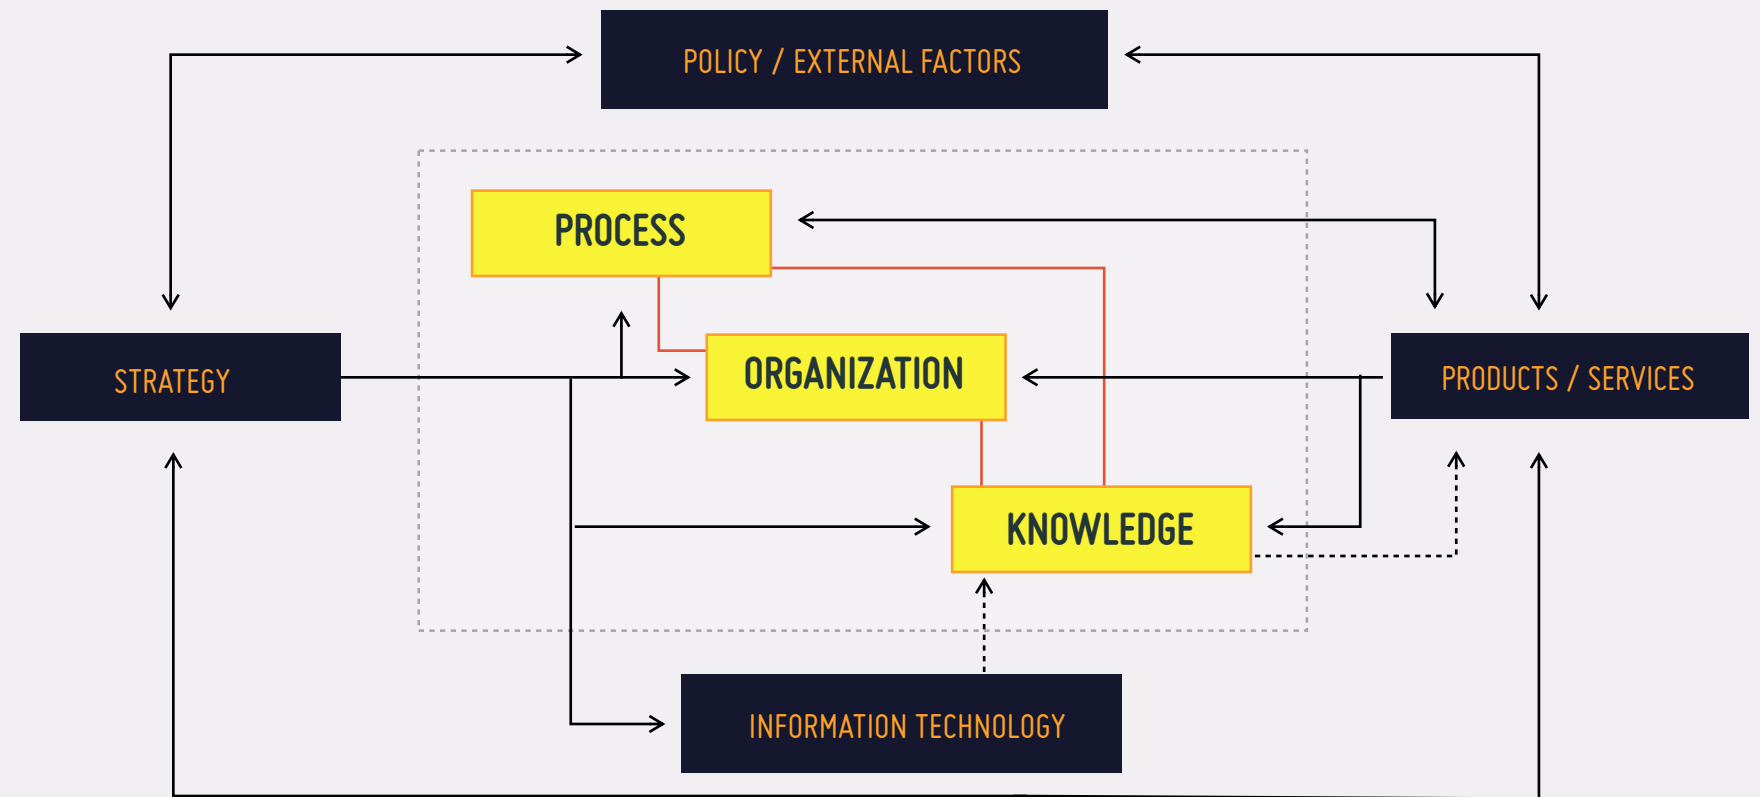 POLICY / EXTERNAL FACTORS
PROCESS
STRATEGY
ORGANIZATION
PRODUCTS / SERVICES
KNOWLEDGE
INFORMATION TECHNOLOGY